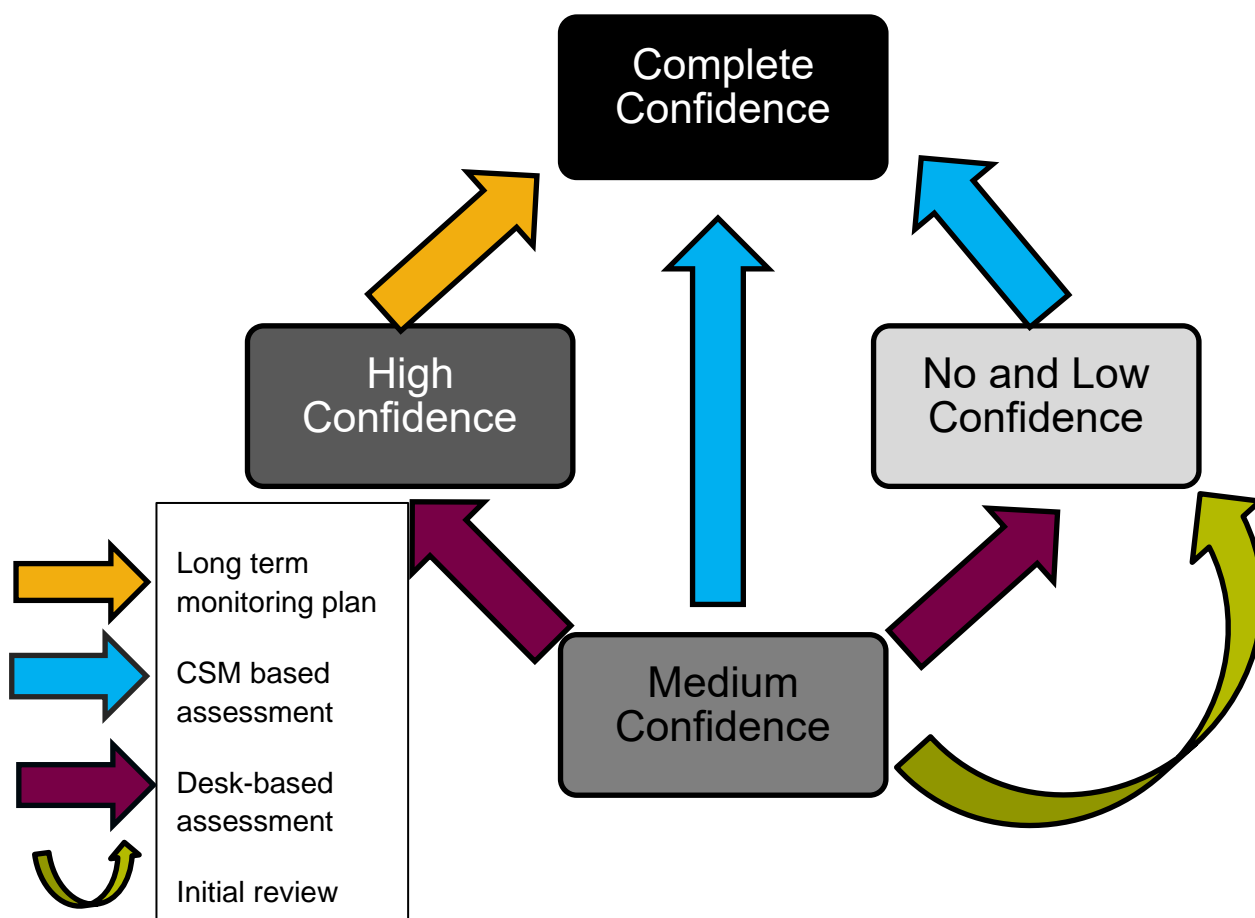 Complete
Confidence
High
Confidence
No and Low
Confidence
Medium
Confidence
Long term
monitoring plan
CSM based
assessment
Desk-based
assessment
Initial review